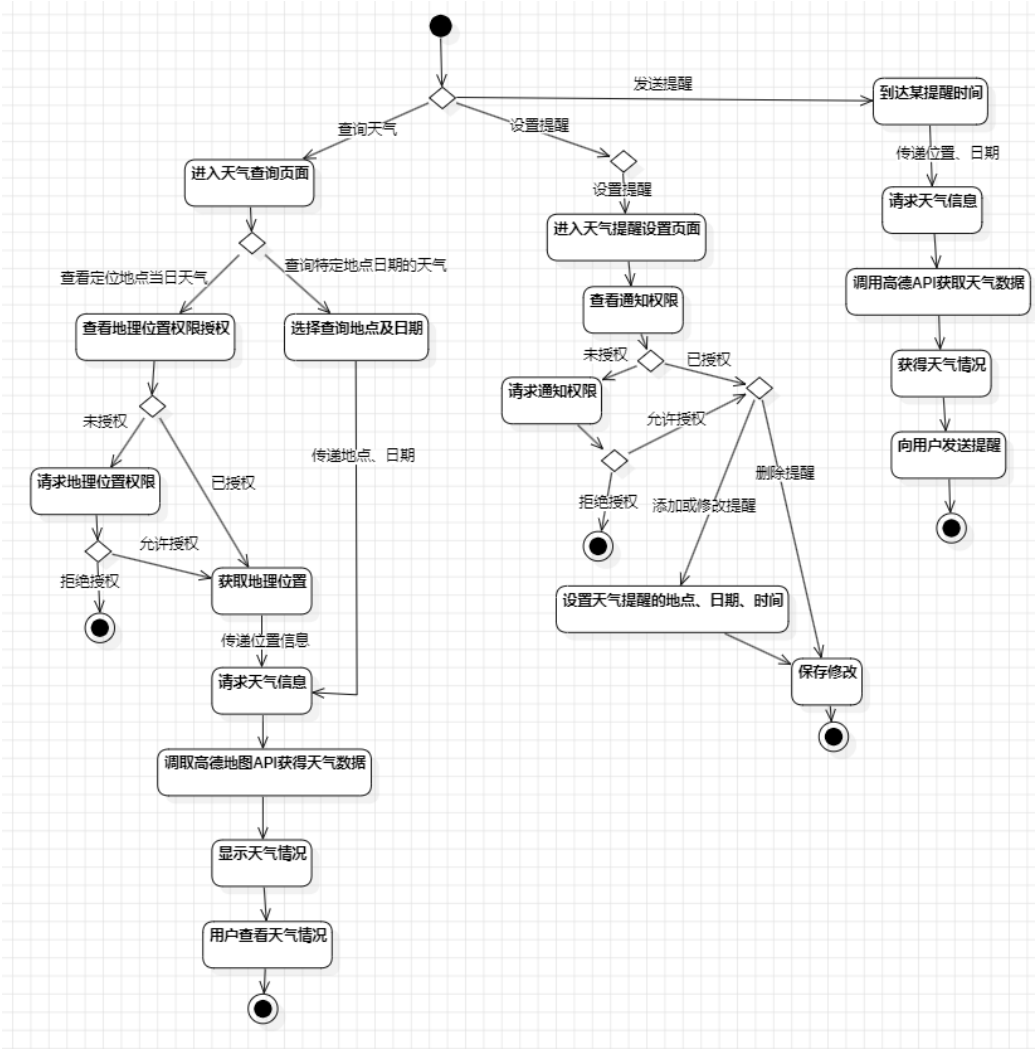 发送提醒
到达某提醒时间
查询天气
设置提醒
传递位置、日期
进入天气查询页面
设置提醒
请求天气信息
进入天气提醒设置页面
查看定位地点当日天气
查询特定地点日期的天气
调用高德API获取天气数据
查看通知权限
查看地理位置权限授权
选择查询地点及日期
未授权
已授权
获得天气情况
请求通知权限
未授权
允许授权
向用户发送提醒
传递地点、日期
请求地理位置权限
已授权
删除提醒
拒绝授权
添加或修改提醒
允许授权
拒绝授权
获取地理位置
设置天气提醒的地点、日期、时间
传递位置信息
请求天气信息
保存修改
调取高德地图API获得天气数据
显示天气情况
用户查看天气情况